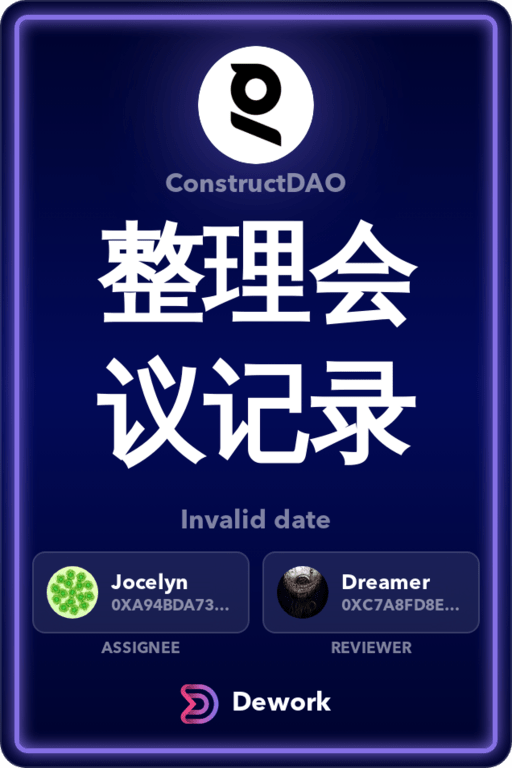 ConstructDAO
整理会
议记录
Invalid date
Jocelyn
0XA94BDA73...
ASSIGNEE
Dreamer
0XC7A8FD8E...
REVIEWER
Dework